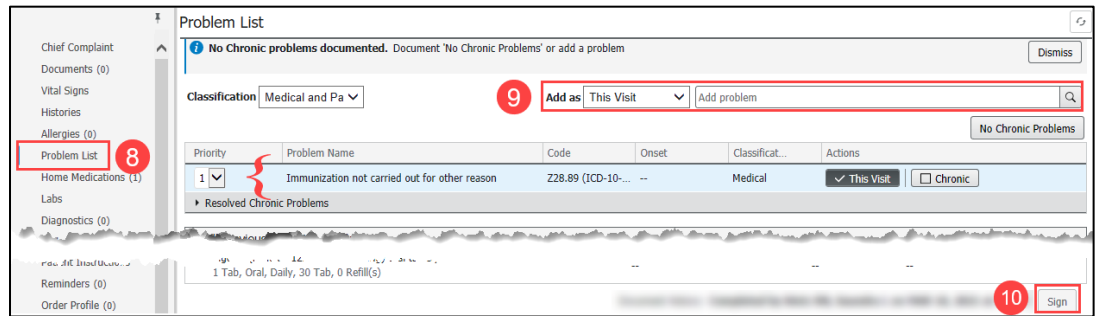 Problem List
Chief Complaint
Documents (0)
Vital Signs
Histories
Allergies (0)
Problem List
8
Home Medications (1)
Labs
Diagnostics (0)
Reminders (0)
Order Profile (0)
No Chronic problems documented. Document 'No Chronic Problems' or add a problem
Dismiss
Classification Medical and Pa
9
Add as This Visit Add problem
No Chronic Problems
Priority Problem Name Code Onset Classificat... Actions
1 Immunization not carried out for other reason Z28.89 (ICD-10-... -- Medical This Visit Chronic
Resolved Chronic Problems
1 Tab, Oral, Daily, 30 Tab, 0 Refill(s) -- -- --
10
Sign